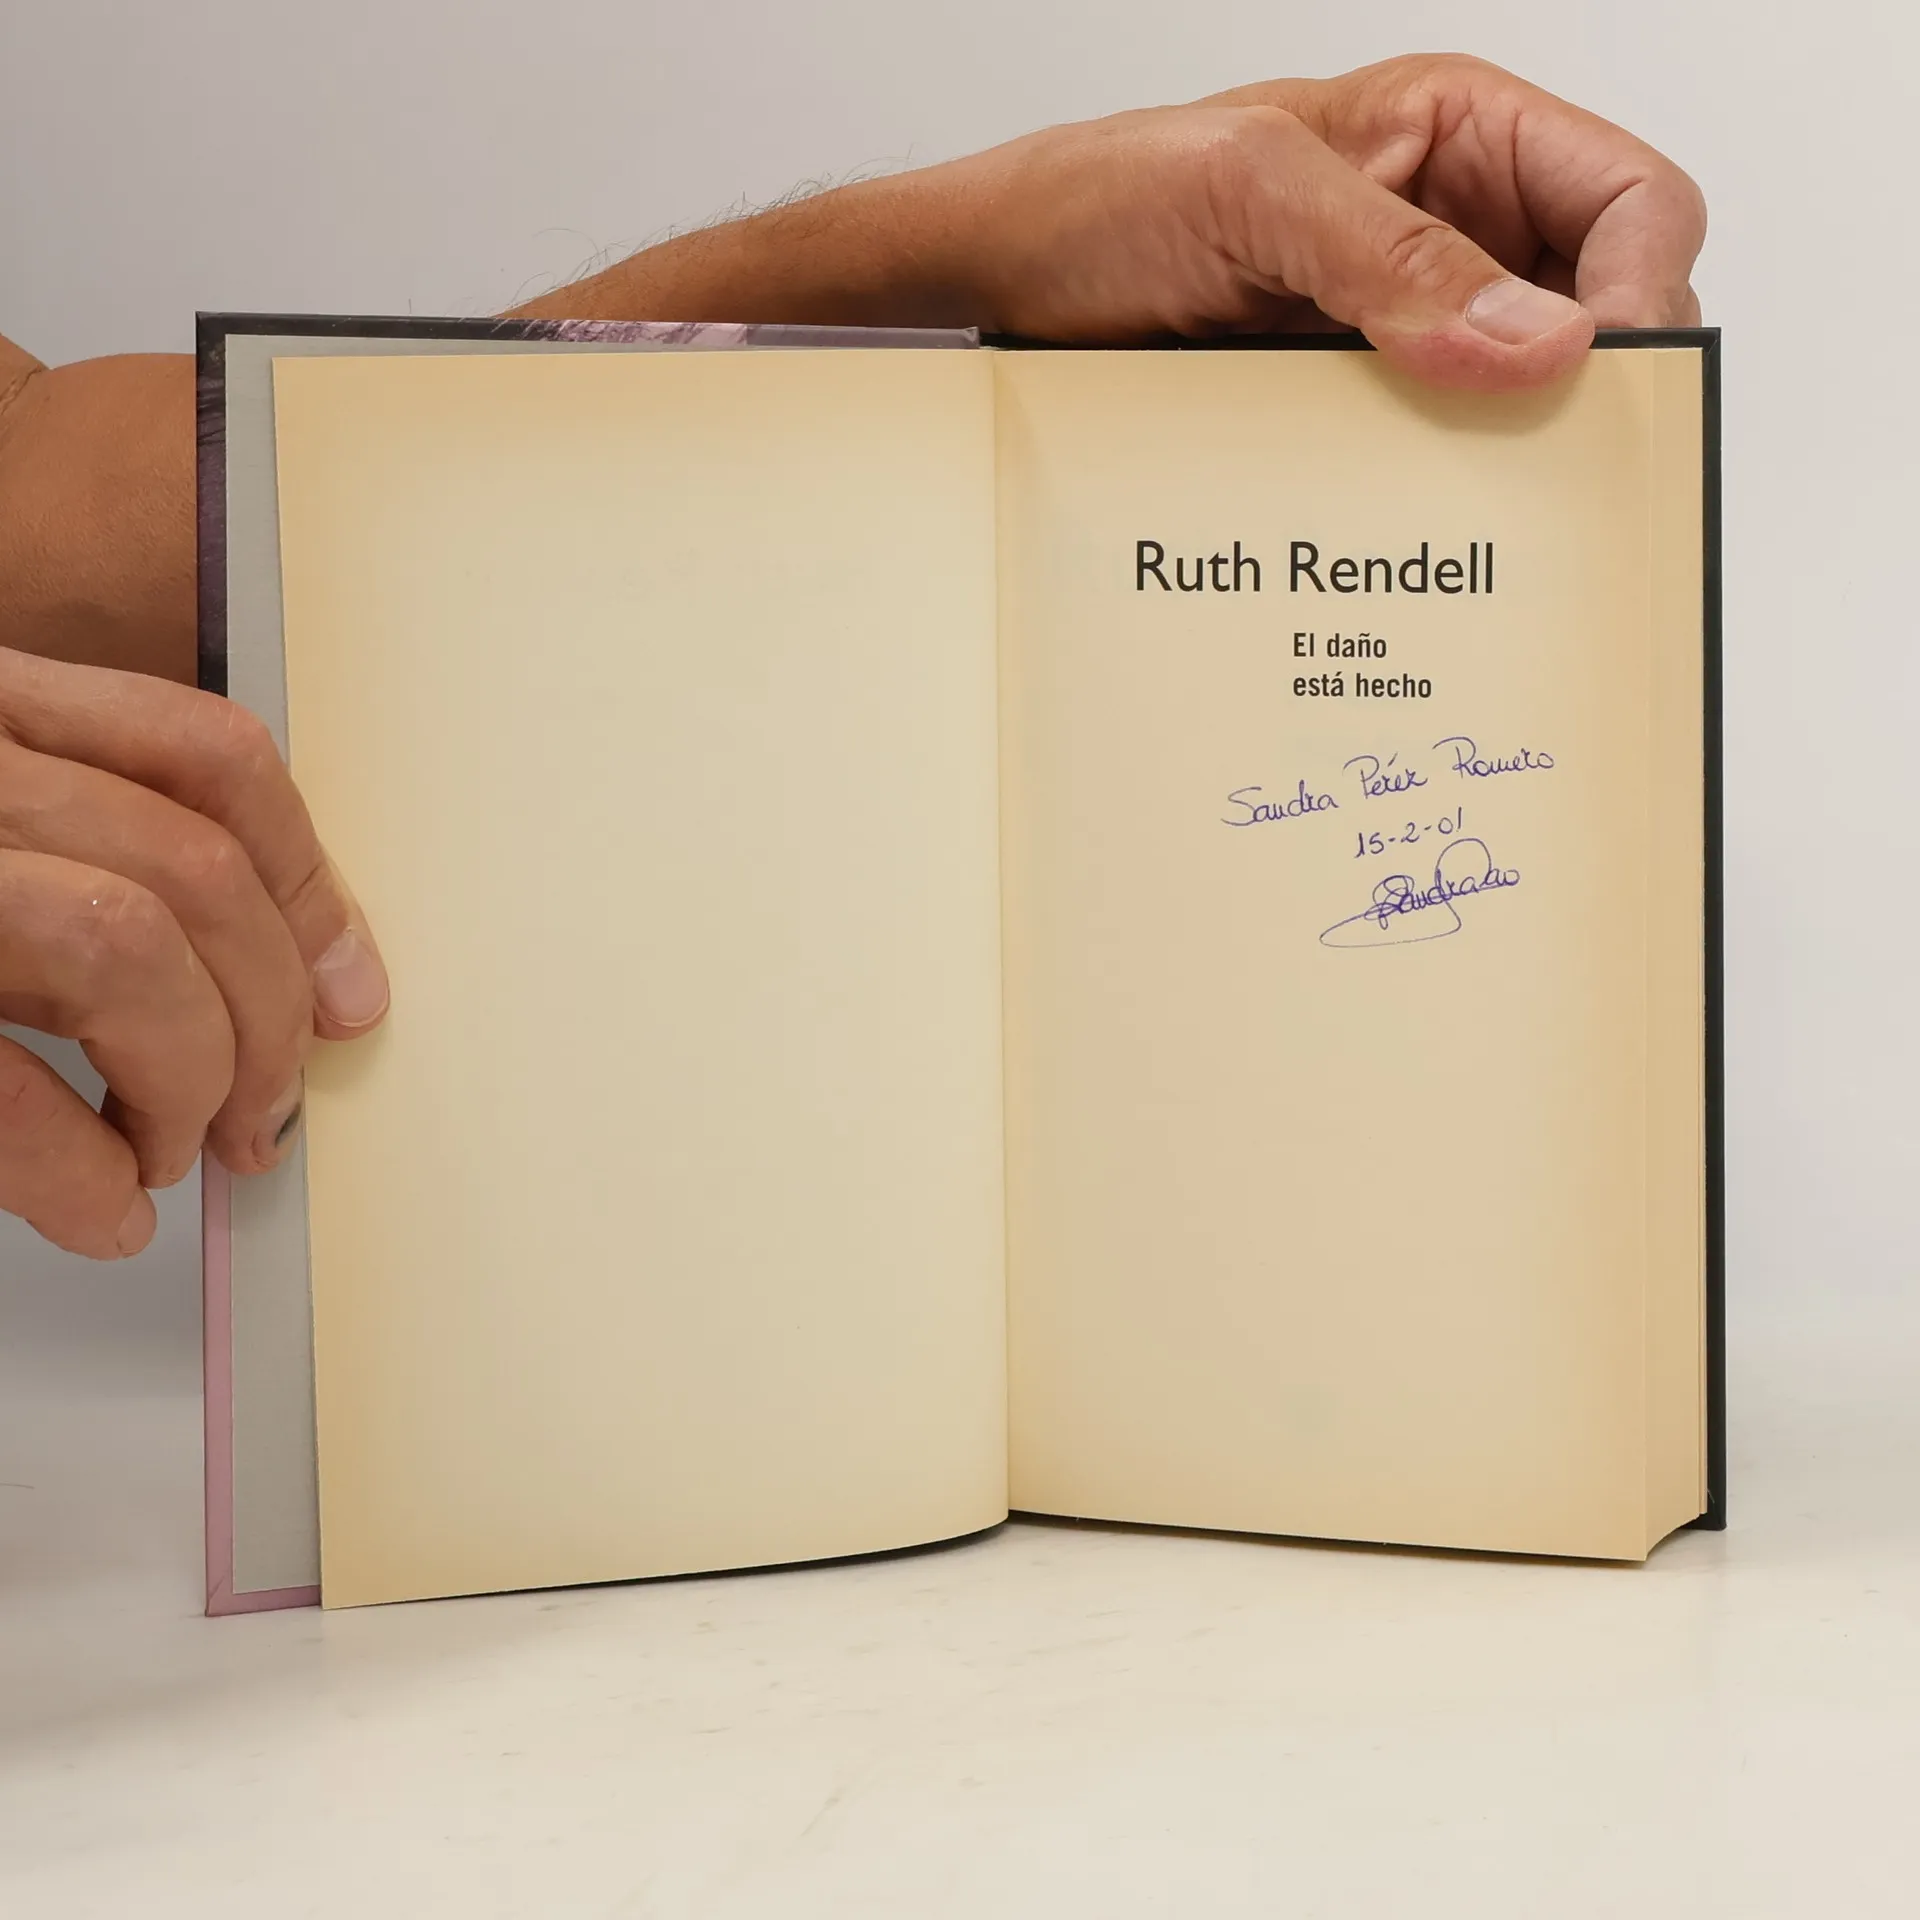 Ruth Rendell
El daño
está hecho
Sandra Pérez Romero
15-2-01